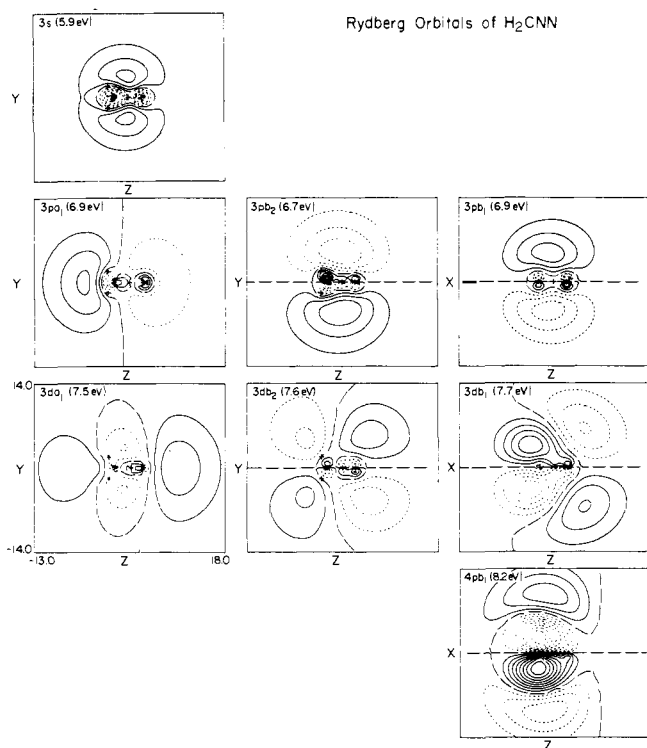 Rydberg Orbitals of H₂CNN
3s (5.9eV)
Y
Z
3pa₁ (6.9eV)
3pb₂ (6.7eV)
3pb₁ (6.9eV)
Y
Y
X
Z
Z
Z
14.0
3da₁ (7.5eV)
3db₂ (7.6eV)
3db₁ (7.7eV)
Y
Y
X
-14.0
-13.0
Z
18.0
Z
Z
4pb₁ (8.2eV)
X
Z